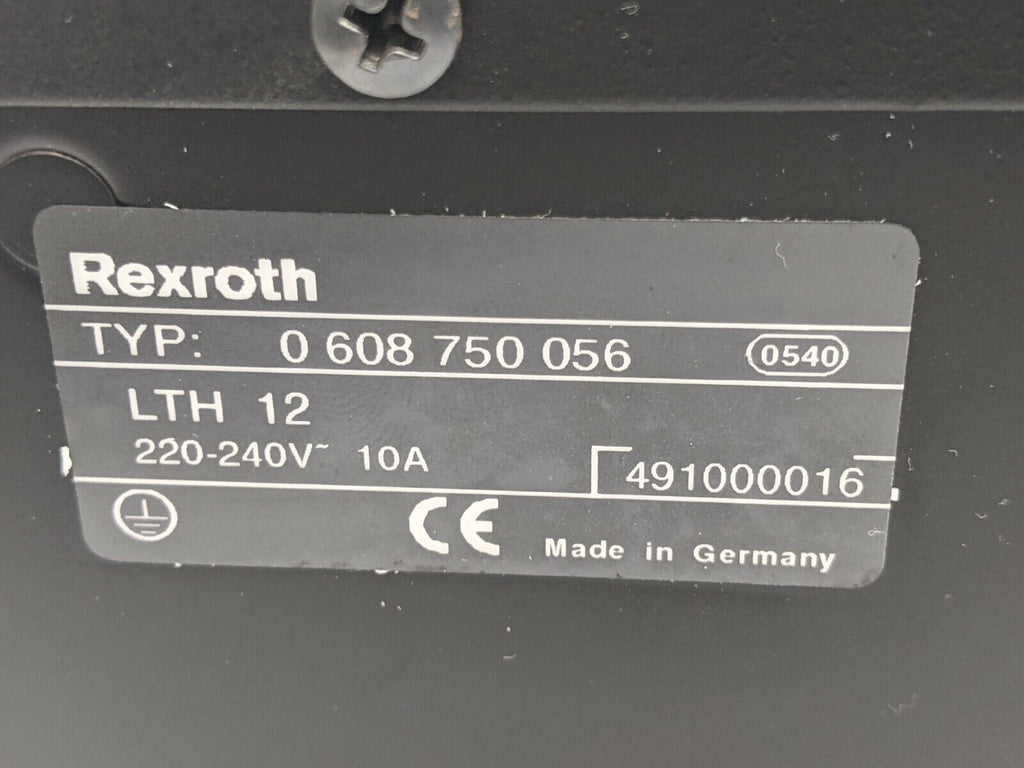 Rexroth
TYP: 0 608 750 056 0540
LTH 12
220-240V~ 10A
491000016
CE Made in Germany